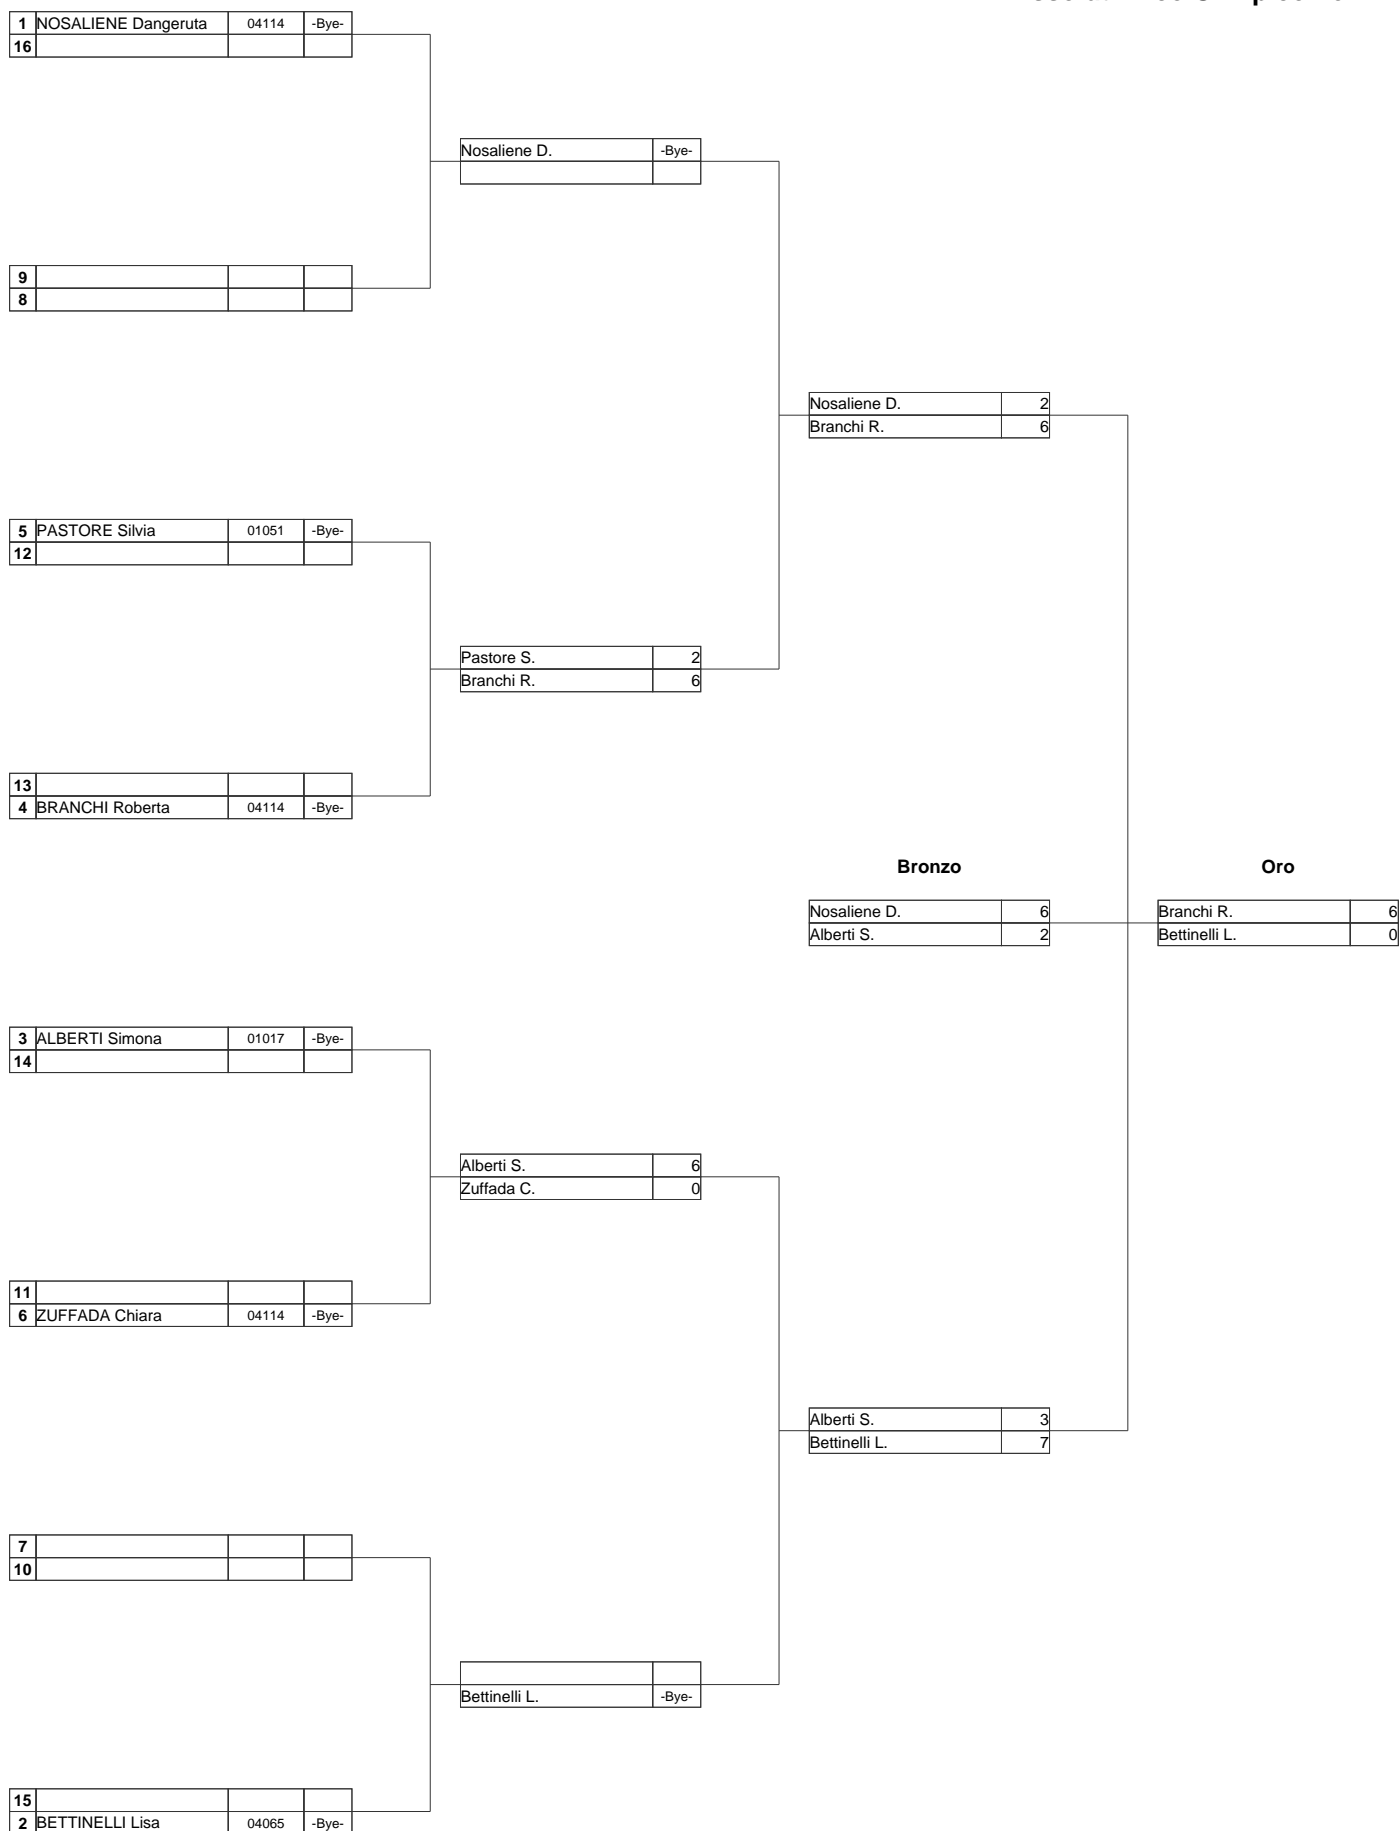 1 NOSALIENE Dangeruta 04114 -Bye-
16
Nosaliene D. -Bye-
9
8
Nosaliene D. 2
Branchi R. 6
5 PASTORE Silvia 01051 -Bye-
12
Pastore S. 2
Branchi R. 6
13
4 BRANCHI Roberta 04114 -Bye-
Bronzo Oro
Nosaliene D. 6 Branchi R. 6
Alberti S. 2 Bettinelli L. 0
3 ALBERTI Simona 01017 -Bye-
14
Alberti S. 6
Zuffada C. 0
11
6 ZUFFADA Chiara 04114 -Bye-
Alberti S. 3
Bettinelli L. 7
7
10
Bettinelli L. -Bye-
15
2 BETTINELLI Lisa 04065 -Bye-